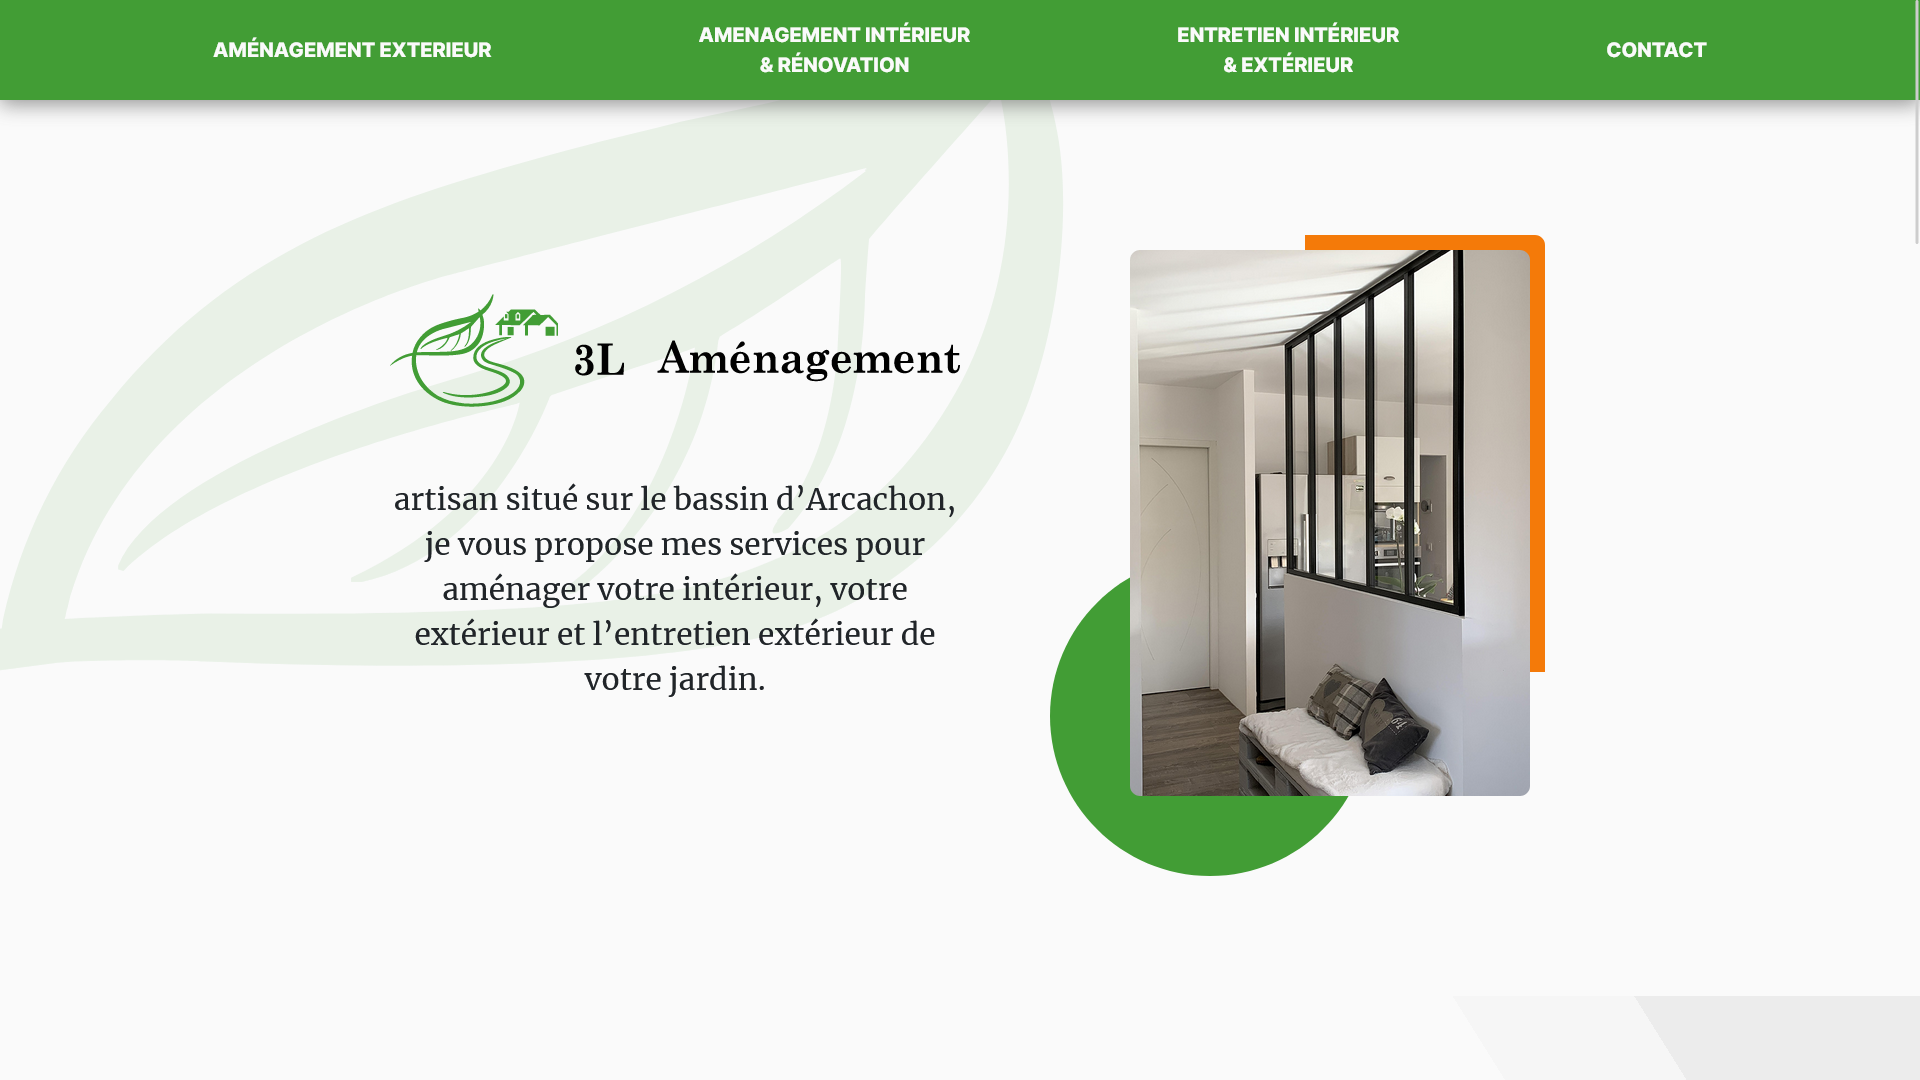 AMÉNAGEMENT EXTERIEUR
AMENAGEMENT INTÉRIEUR
& RÉNOVATION
ENTRETIEN INTÉRIEUR
& EXTÉRIEUR
CONTACT
3L Aménagement
artisan situé sur le bassin d’Arcachon,
je vous propose mes services pour
aménager votre intérieur, votre
extérieur et l’entretien extérieur de
votre jardin.